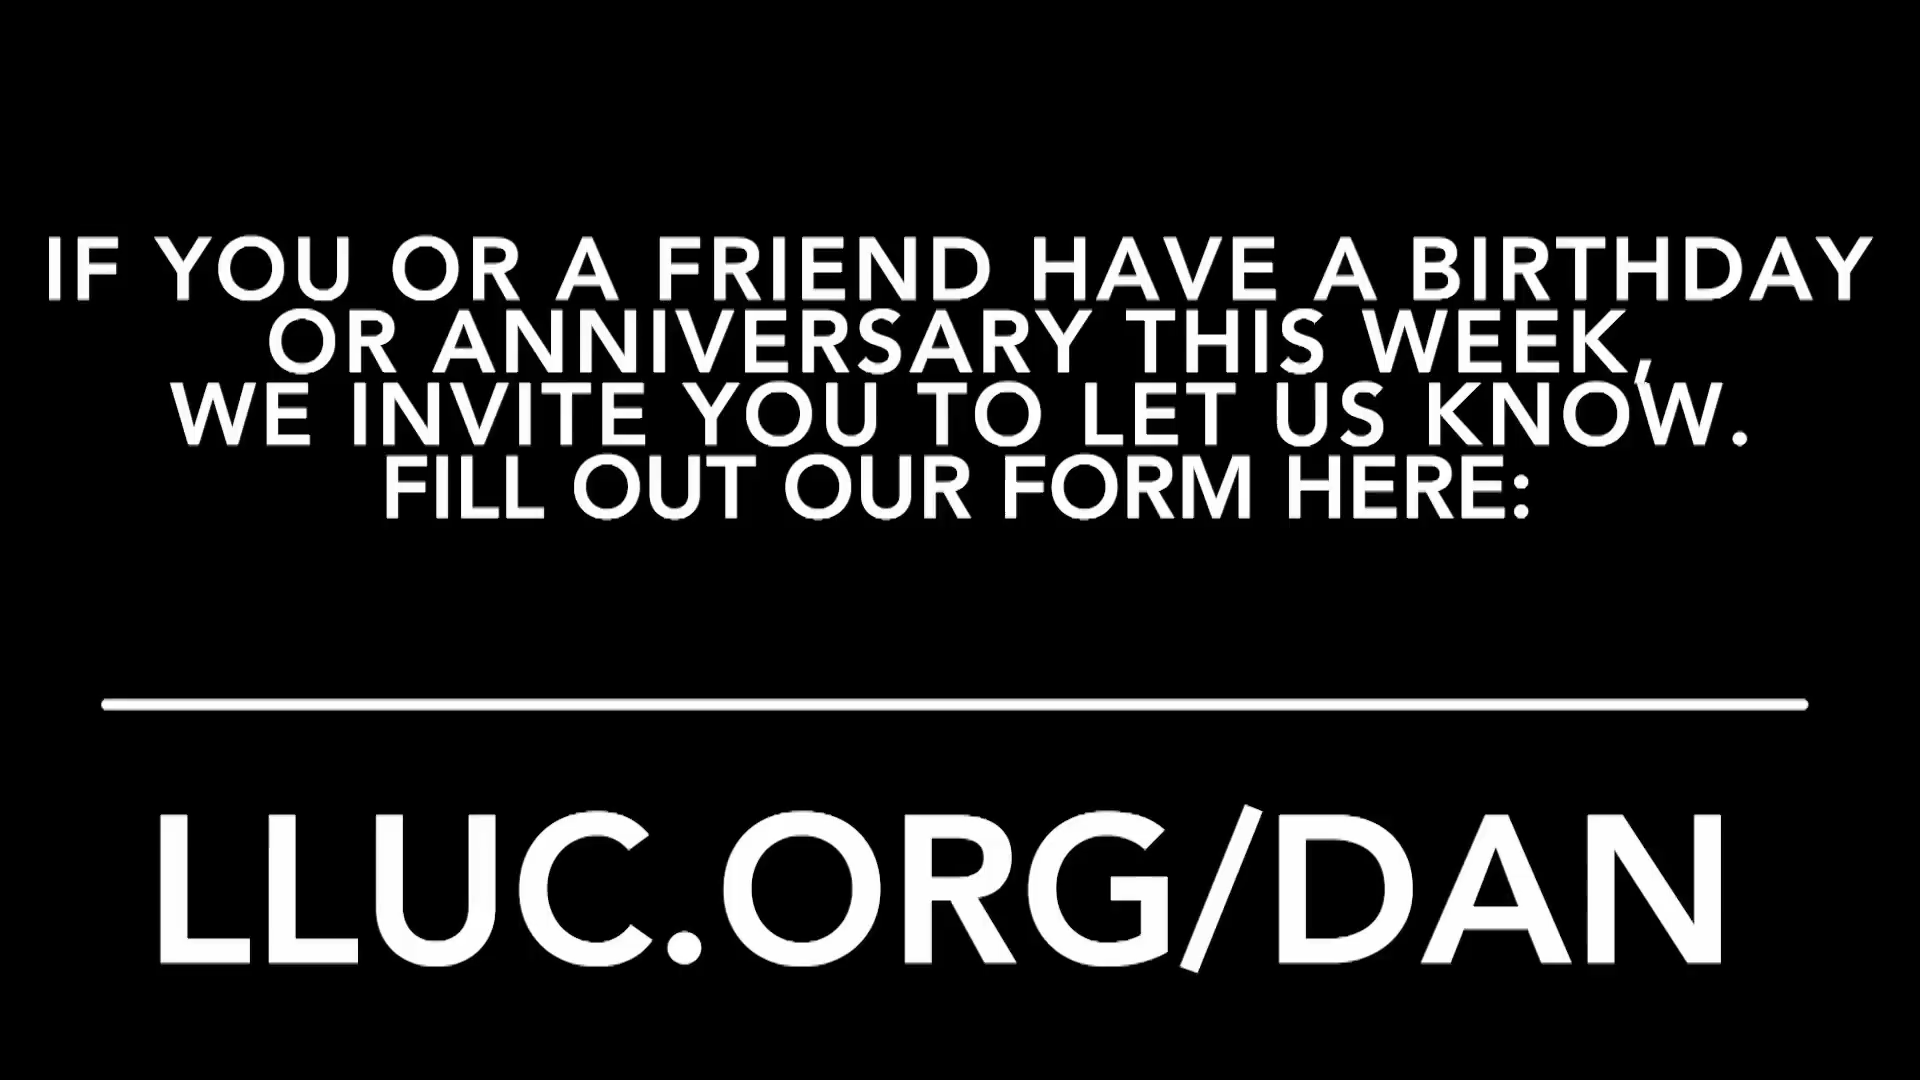 IF YOU OR A FRIEND HAVE A BIRTHDAY
OR ANNIVERSARY THIS WEEK,
WE INVITE YOU TO LET US KNOW.
FILL OUT OUR FORM HERE:
LLUC.ORG/DAN